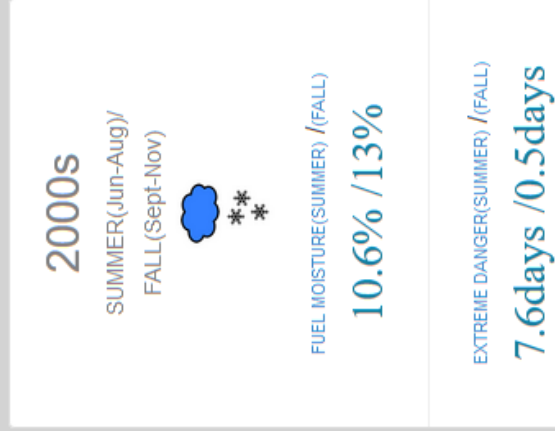 2000s
SUMMER(Jun-Aug)/
FALL(Sept-Nov)
FUEL MOISTURE(SUMMER) /(FALL)
10.6% /13%
EXTREME DANGER(SUMMER) /(FALL)
7.6days /0.5days